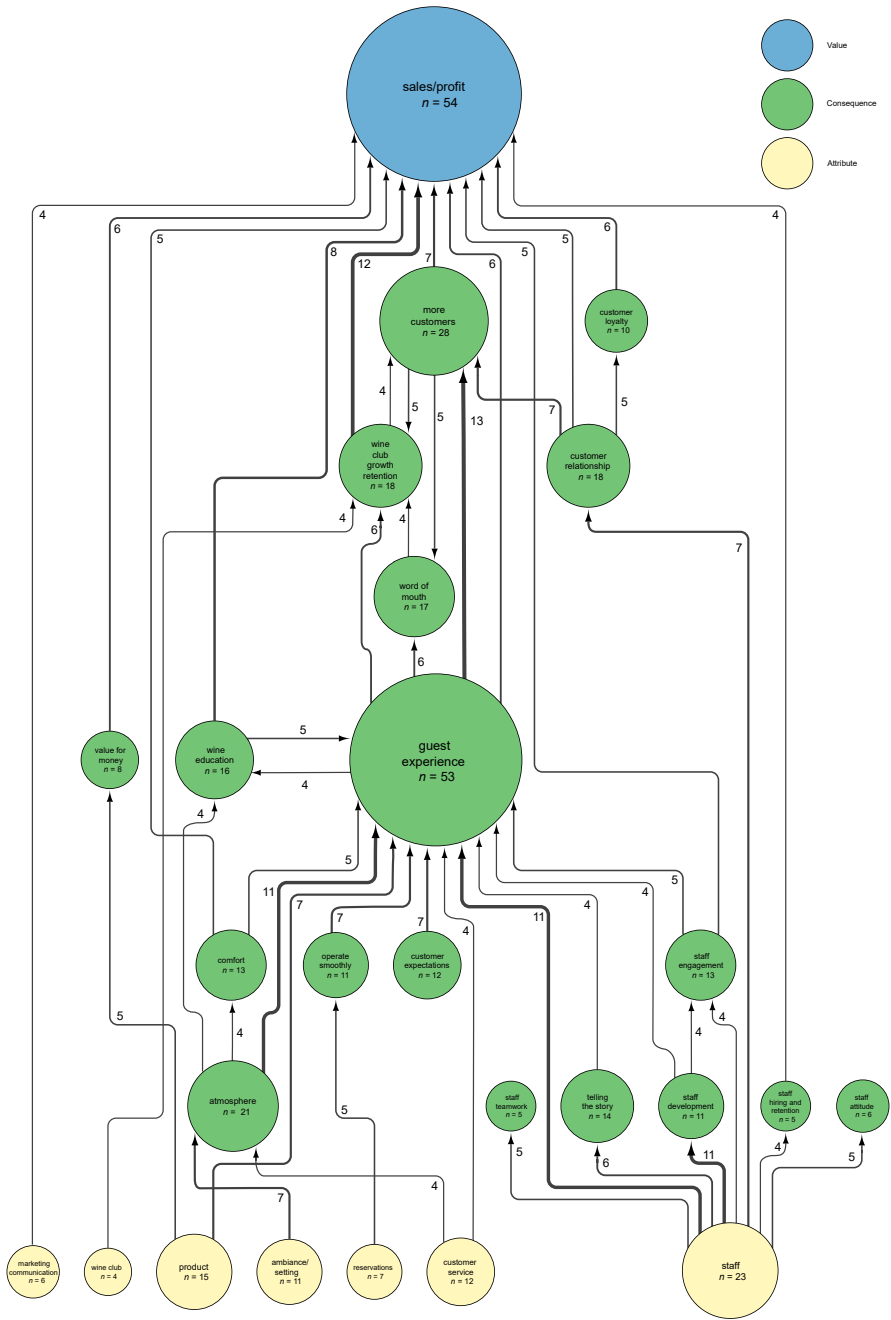 sales/profit
n = 54
Value
Consequence
Attribute
4
6
5
8
12
7
6
5
5
6
4
more
customers
n = 28
customer
loyalty
n = 10
4
5
5
13
7
5
wine
club
growth
retention
n = 18
customer
relationship
n = 18
4
6
4
7
word of
mouth
n = 17
6
value for
money
n = 8
wine
education
n = 16
5
4
guest
experience
n = 53
4
5
11
7
7
7
4
11
4
4
5
comfort
n = 13
operate
smoothly
n = 11
customer
expectations
n = 12
staff
engagement
n = 13
5
4
4
4
atmosphere
n = 21
5
staff
teamwork
n = 5
telling
the story
n = 14
staff
development
n = 11
staff
hiring and
retention
n = 5
staff
attitude
n = 6
7
4
5
6
11
4
5
marketing
communication
n = 6
wine club
n = 4
product
n = 15
ambiance/
setting
n = 11
reservations
n = 7
customer
service
n = 12
staff
n = 23